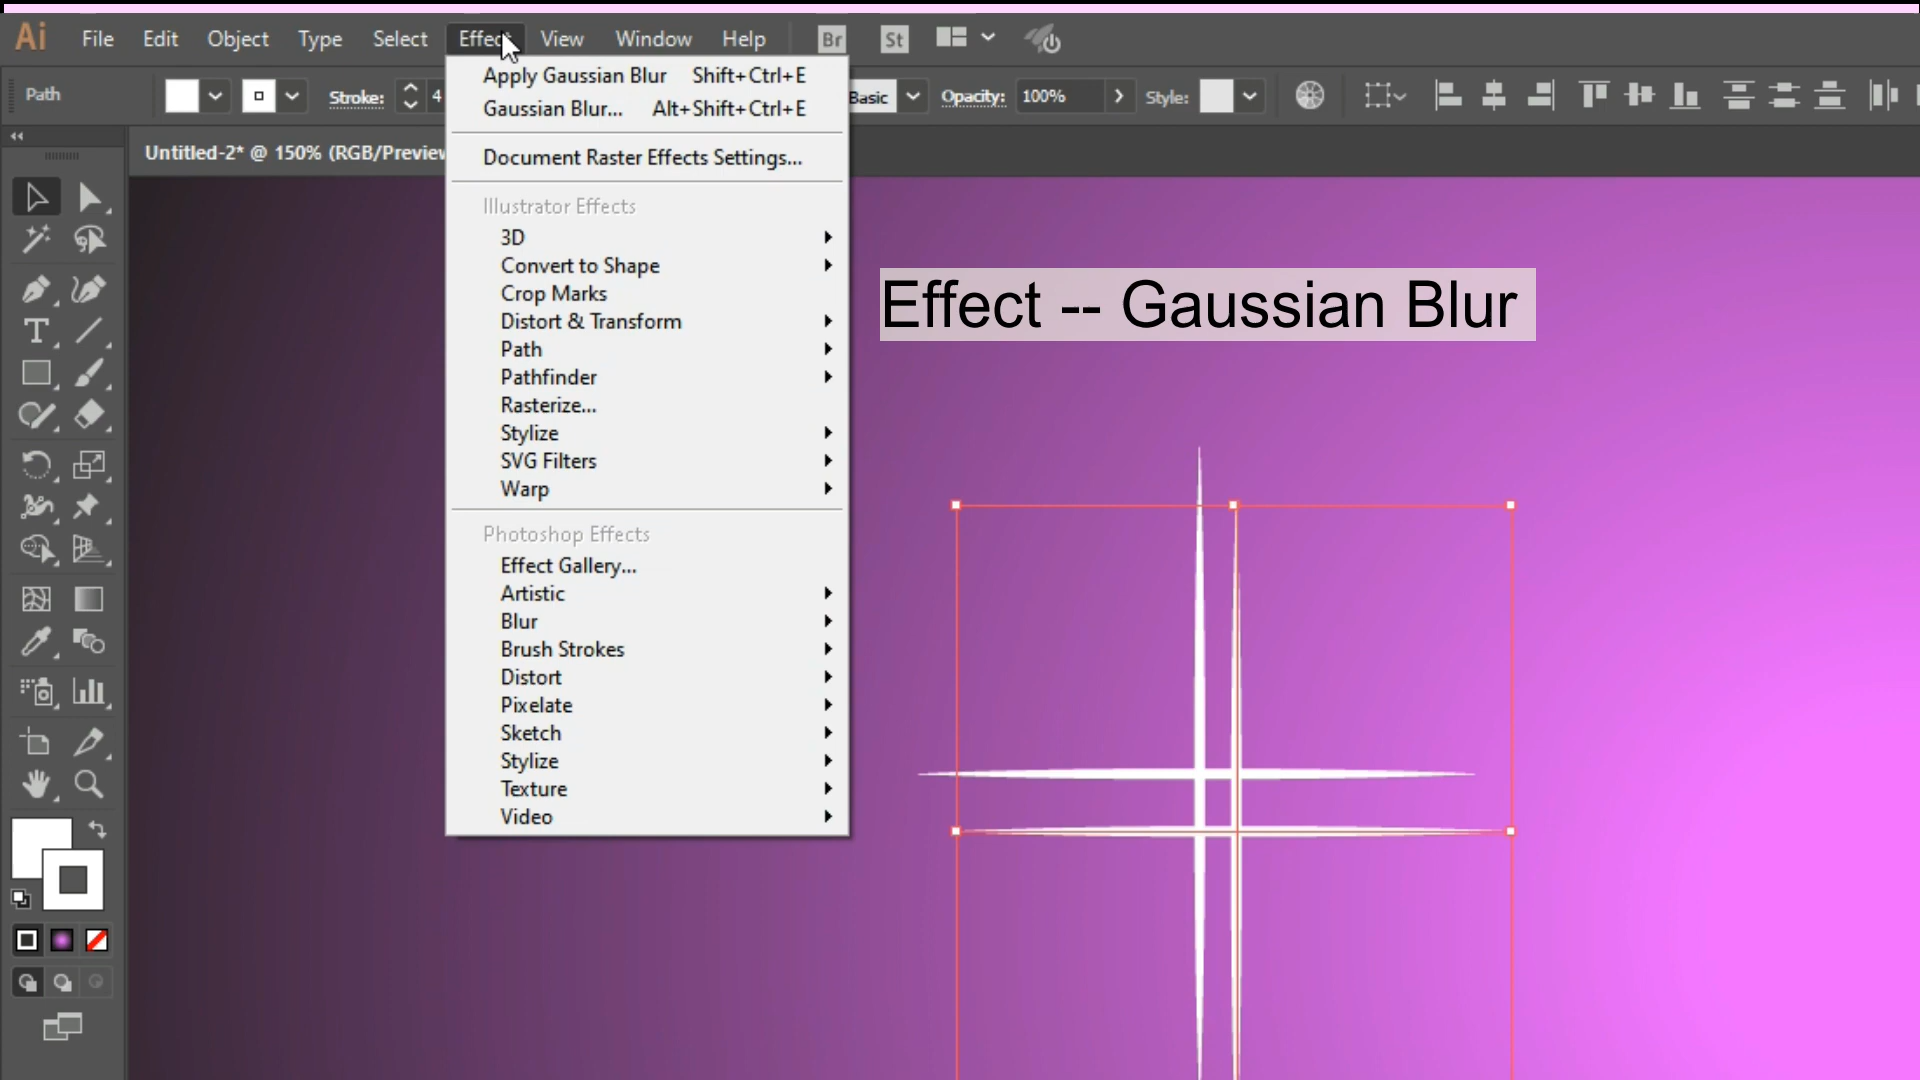 Ai File Edit Object Type Select Effect View Window Help Br St
Path Stroke: 4 Basic Opacity: 100% Style:
Untitled-2* @ 150% (RGB/Preview
Apply Gaussian Blur Shift+Ctrl+E
Gaussian Blur... Alt+Shift+Ctrl+E
Document Raster Effects Settings...
Illustrator Effects
3D
Convert to Shape
Crop Marks
Distort & Transform
Path
Pathfinder
Rasterize...
Stylize
SVG Filters
Warp
Photoshop Effects
Effect Gallery...
Artistic
Blur
Brush Strokes
Distort
Pixelate
Sketch
Stylize
Texture
Video
Effect -- Gaussian Blur